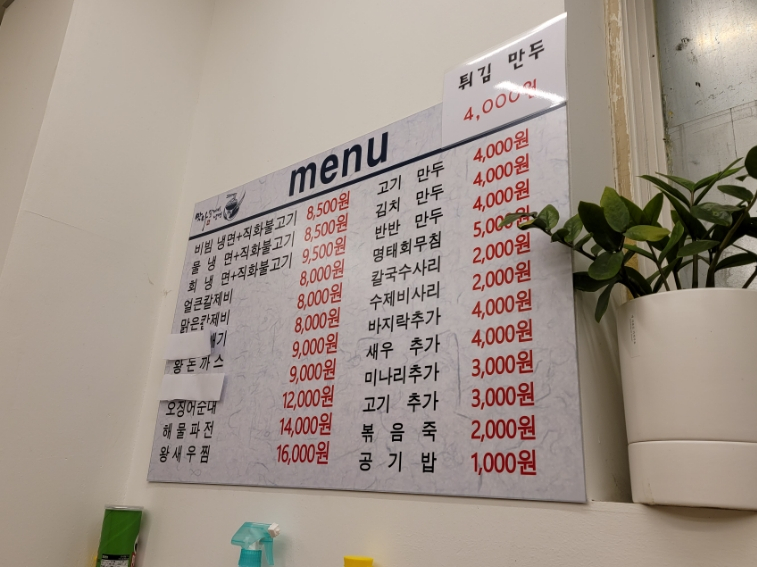 튀김 만두
4,000원
menu
비빔 냉면+직화불고기 8,500원
물 냉 면+직화불고기 8,500원
회 냉 면+직화불고기 9,500원
얼큰칼제비 8,000원
맑은칼제비 8,000원
기 8,000원
왕 돈 까 스 9,000원
9,000원
오징어순대 12,000원
해 물 파 전 14,000원
왕 새 우 찜 16,000원
고기 만두 4,000원
김치 만두 4,000원
반반 만두 4,000원
명태회무침 5,000원
칼국수사리 2,000원
수제비사리 2,000원
바지락추가 4,000원
새우 추가 4,000원
미나리추가 3,000원
고기 추가 3,000원
볶 음 죽 2,000원
공 기 밥 1,000원